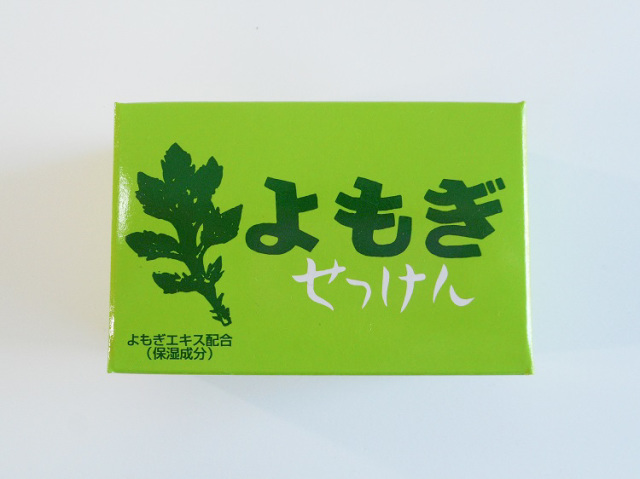 よもぎ
せっけん
よもぎエキス配合
（保湿成分）